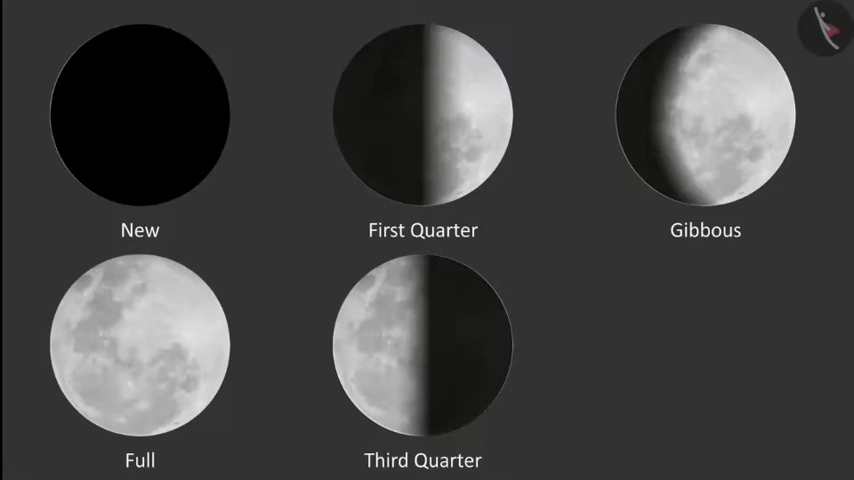 New
First Quarter
Gibbous
Full
Third Quarter